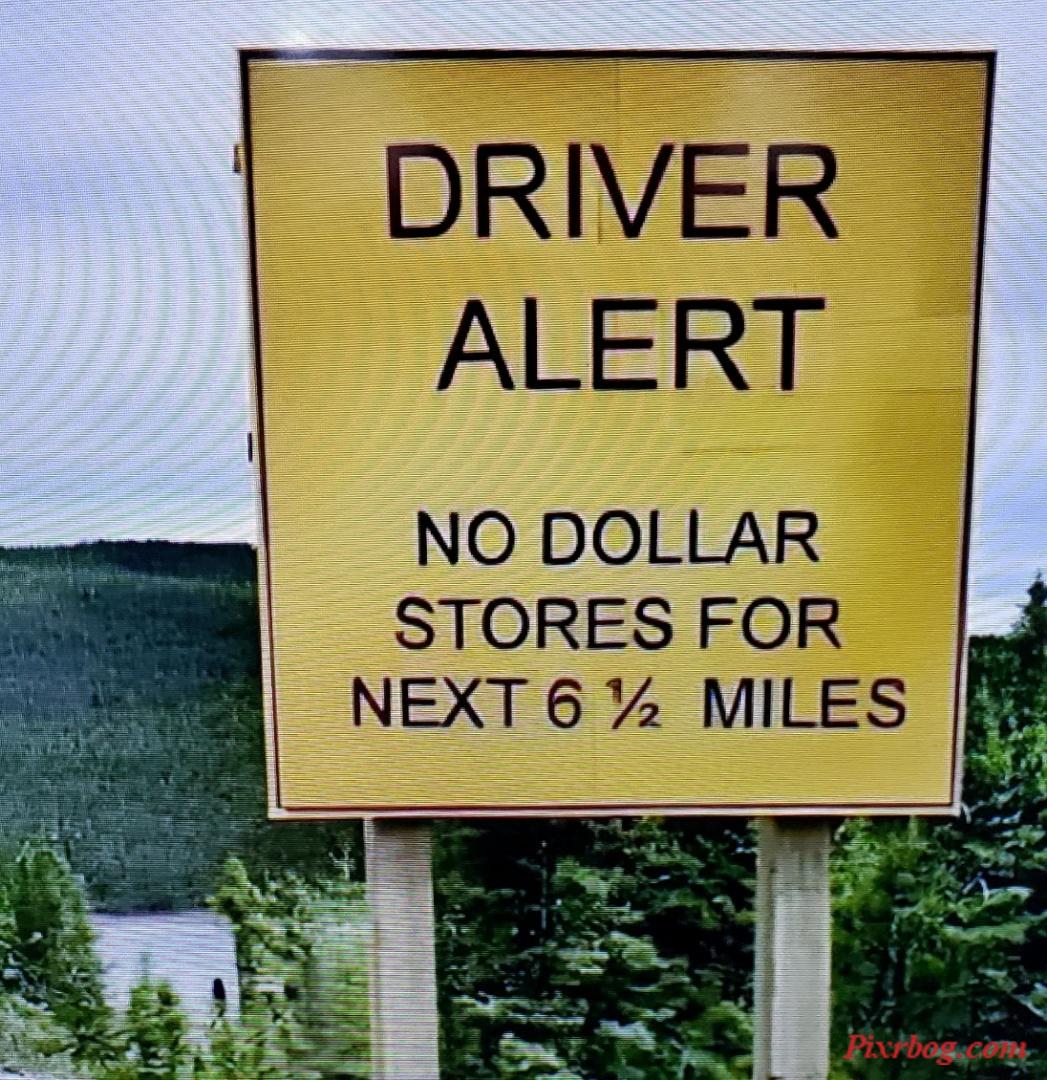 DRIVER
ALERT
NO DOLLAR
STORES FOR
NEXT 6 ½ MILES
Pixrbog.com